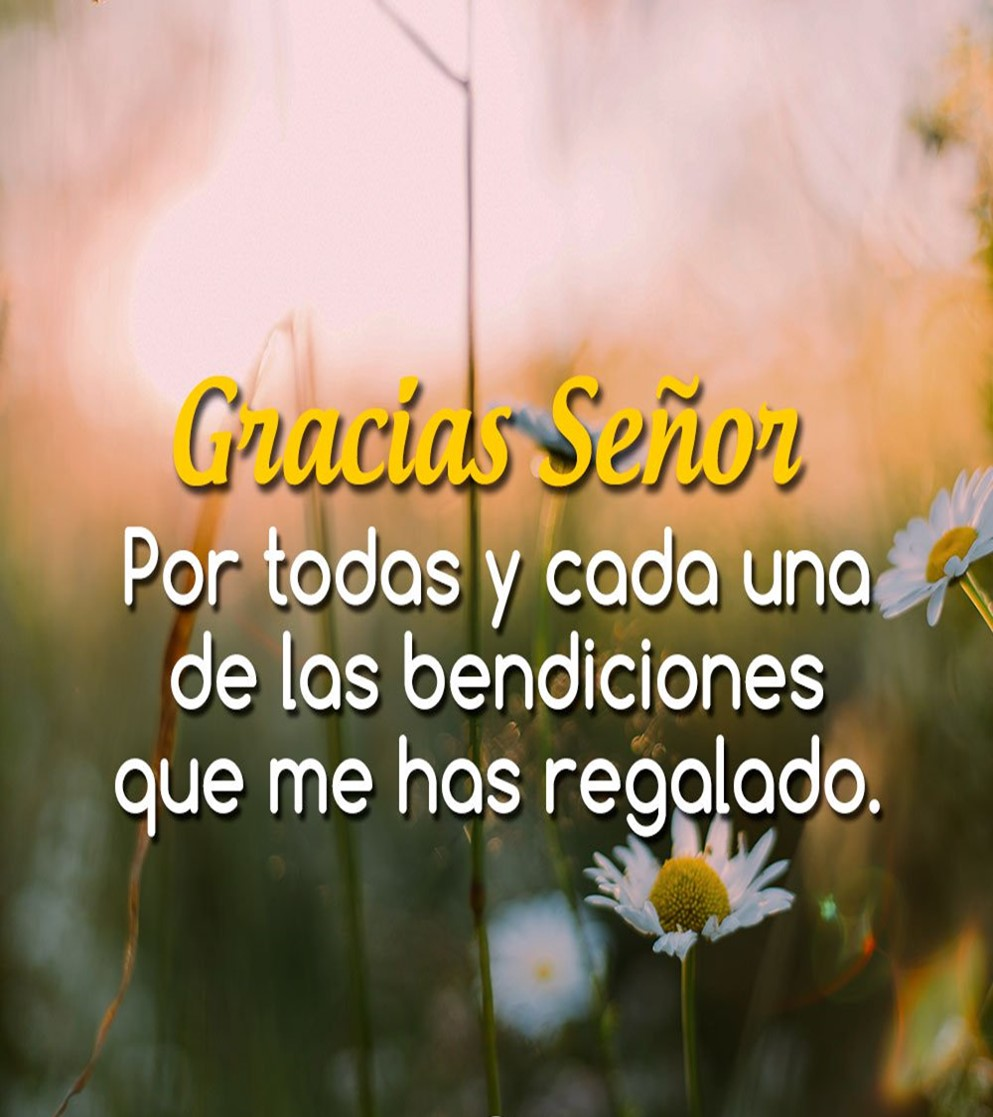 Gracias Señor
Por todas y cada una
de las bendiciones
que me has regalado.